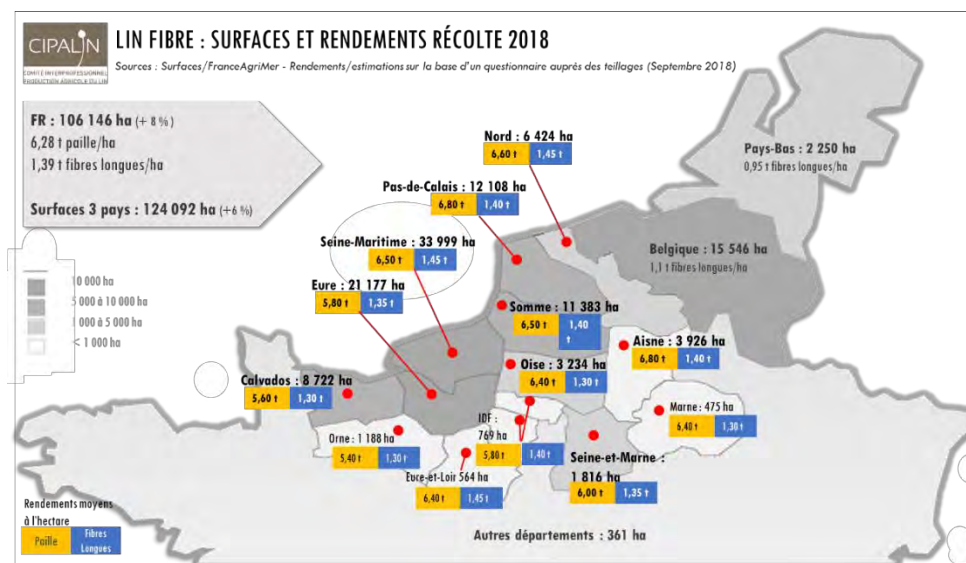 CIPALIN
COMITÉ INTERPROFESSIONNEL
PRODUCTION AGRICOLE DU LIN
LIN FIBRE : SURFACES ET RENDEMENTS RÉCOLTE 2018
Sources : Surfaces/FranceAgriMer - Rendements/estimations sur la base d'un questionnaire auprés des teillages (Septembre 2018)
FR : 106 146 ha (+ 8 %)
6,28 t paille/ha
1,39 t fibres longues/ha
Surfaces 3 pays : 124 092 ha (+6 %)
Nord : 6 424 ha
6,60 t 1,45 t
Pays-Bas : 2 250 ha
0,95 t fibres longues/ha
Pas-de-Calais : 12 108 ha
6,80 t 1,40 t
Seine-Maritime : 33 999 ha
6,50 t 1,45 t
Belgique : 15 546 ha
1,1 t fibres longues/ha
Eure : 21 177 ha
5,80 t 1,35 t
10 000 ha
5 000 à 10 000 ha
1 000 à 5 000 ha
< 1 000 ha
Somme : 11 383 ha
6,50 t 1,40
t
Aisne : 3 926 ha
6,80 t 1,40 t
Oise : 3 234 ha
6,40 t 1,30 t
Calvados : 8 722 ha
5,60 t 1,30 t
Marne : 475 ha
6,40 t 1,30 t
IDF :
769 ha
5,80 t 1,40 t
Orne : 1 188 ha
5,40 t 1,30 t
Seine-et-Marne :
1 816 ha
6,00 t 1,35 t
Eure-et-Loir 564 ha
6,40 t 1,45 t
Rendements moyens
à l'hectare
Paille
Fibres
Longues
Autres départements : 361 ha